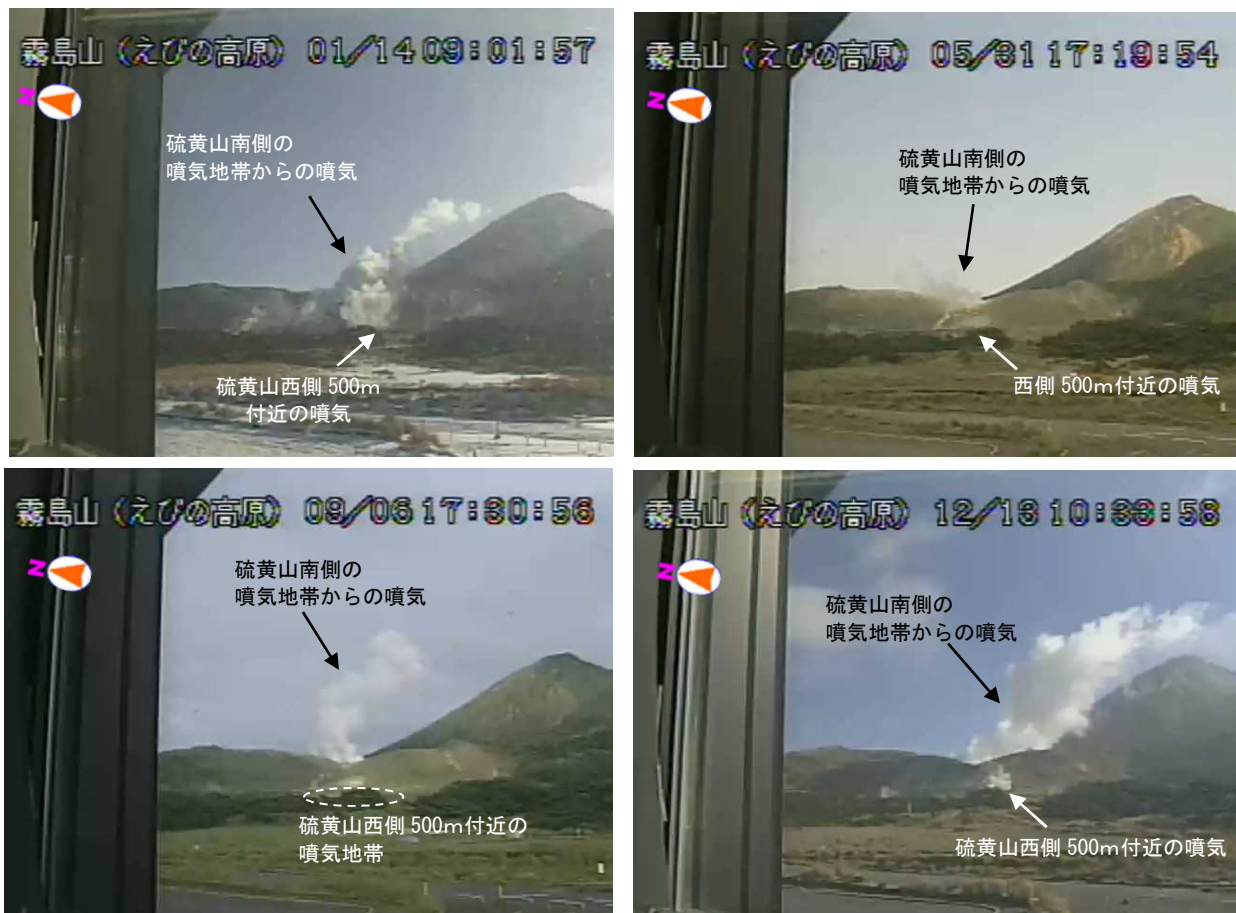 霧島山（えびの高原） 01/14 09:01:57
N
硫黄山南側の
噴気地帯からの噴気
硫黄山西側 500m
付近の噴気
霧島山（えびの高原） 05/31 17:19:54
N
硫黄山南側の
噴気地帯からの噴気
西側 500m付近の噴気
霧島山（えびの高原） 09/06 17:30:56
N
硫黄山南側の
噴気地帯からの噴気
硫黄山西側 500m付近の
噴気地帯
霧島山（えびの高原） 12/13 10:33:58
N
硫黄山南側の
噴気地帯からの噴気
硫黄山西側 500m付近の噴気